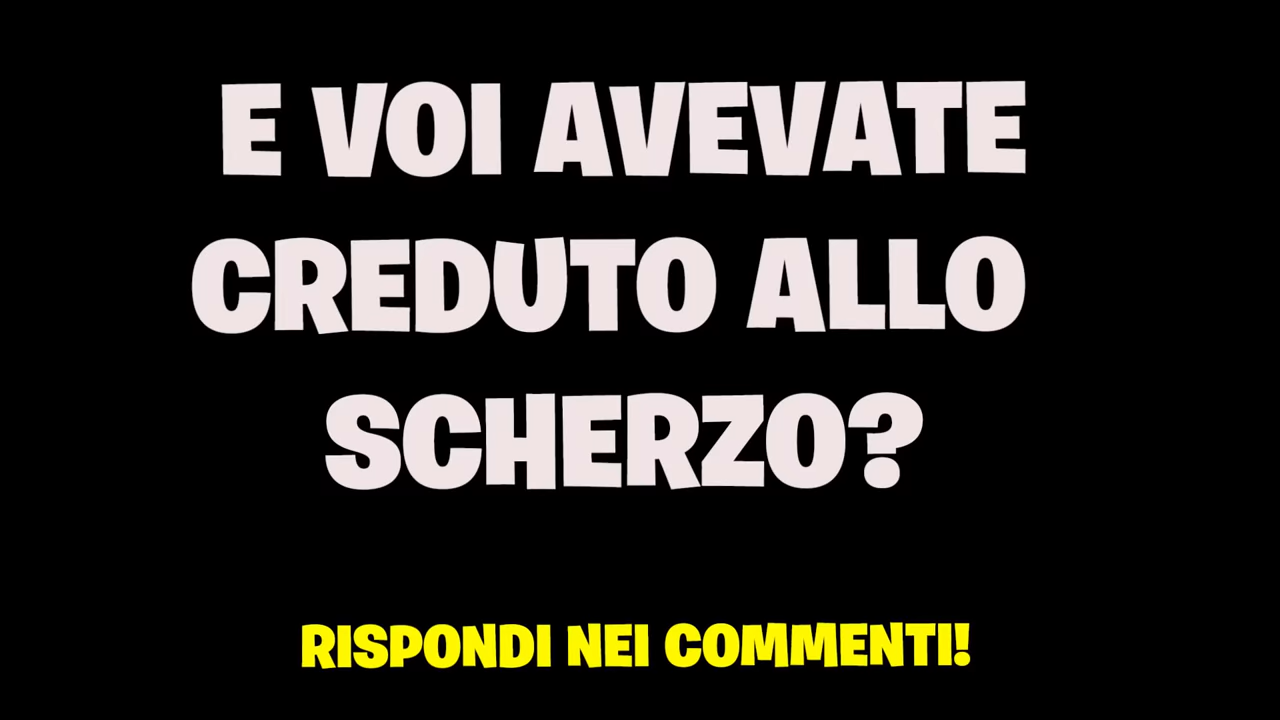 E VOI AVEVATE
CREDUTO ALLO
SCHERZO?
RISPONDI NEI COMMENTI!